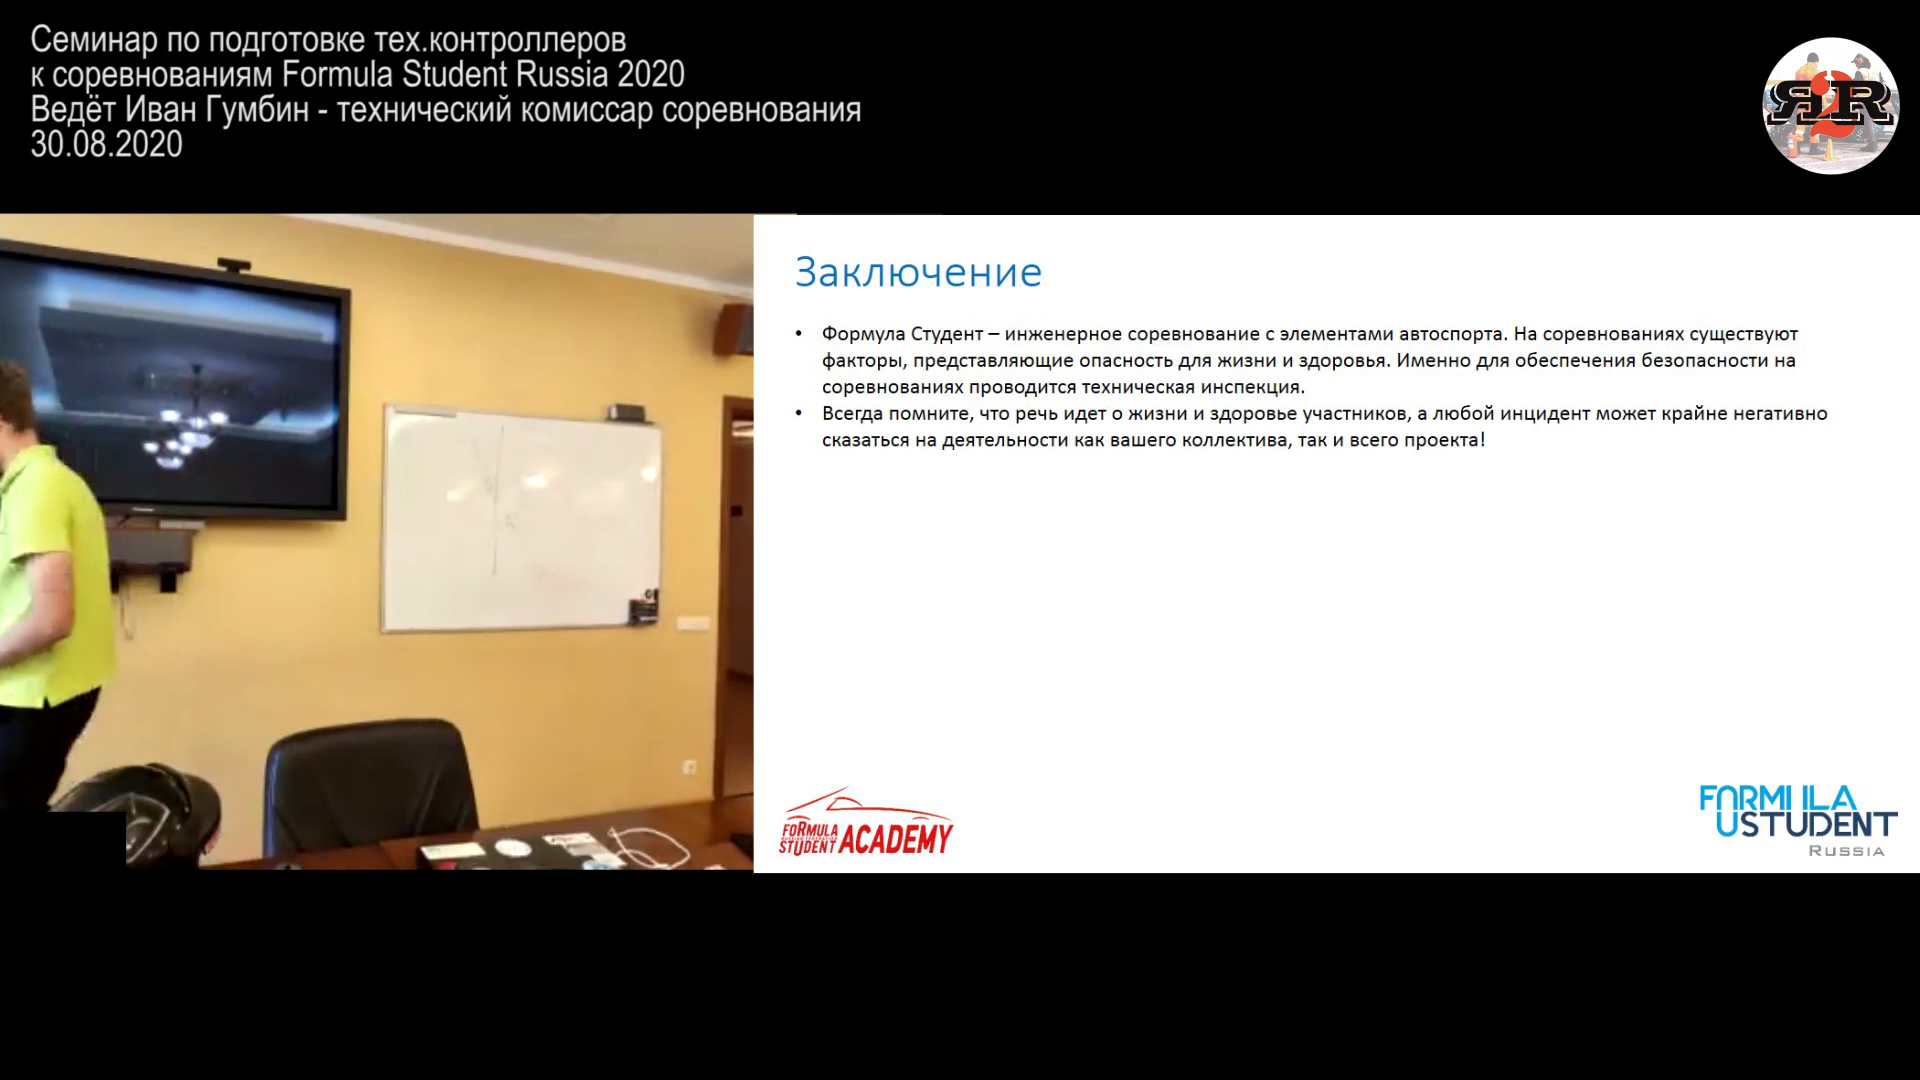 Семинар по подготовке тех.контроллеров
к соревнованиям Formula Student Russia 2020
Ведёт Иван Гумбин - технический комиссар соревнования
30.08.2020
Заключение
• Формула Студент – инженерное соревнование с элементами автоспорта. На соревнованиях существуют
факторы, представляющие опасность для жизни и здоровья. Именно для обеспечения безопасности на
соревнованиях проводится техническая инспекция.
• Всегда помните, что речь идет о жизни и здоровье участников, а любой инцидент может крайне негативно
сказаться на деятельности как вашего коллектива, так и всего проекта!
FORMULA
STUDENT ACADEMY
FORMULA
STUDENT
RUSSIA